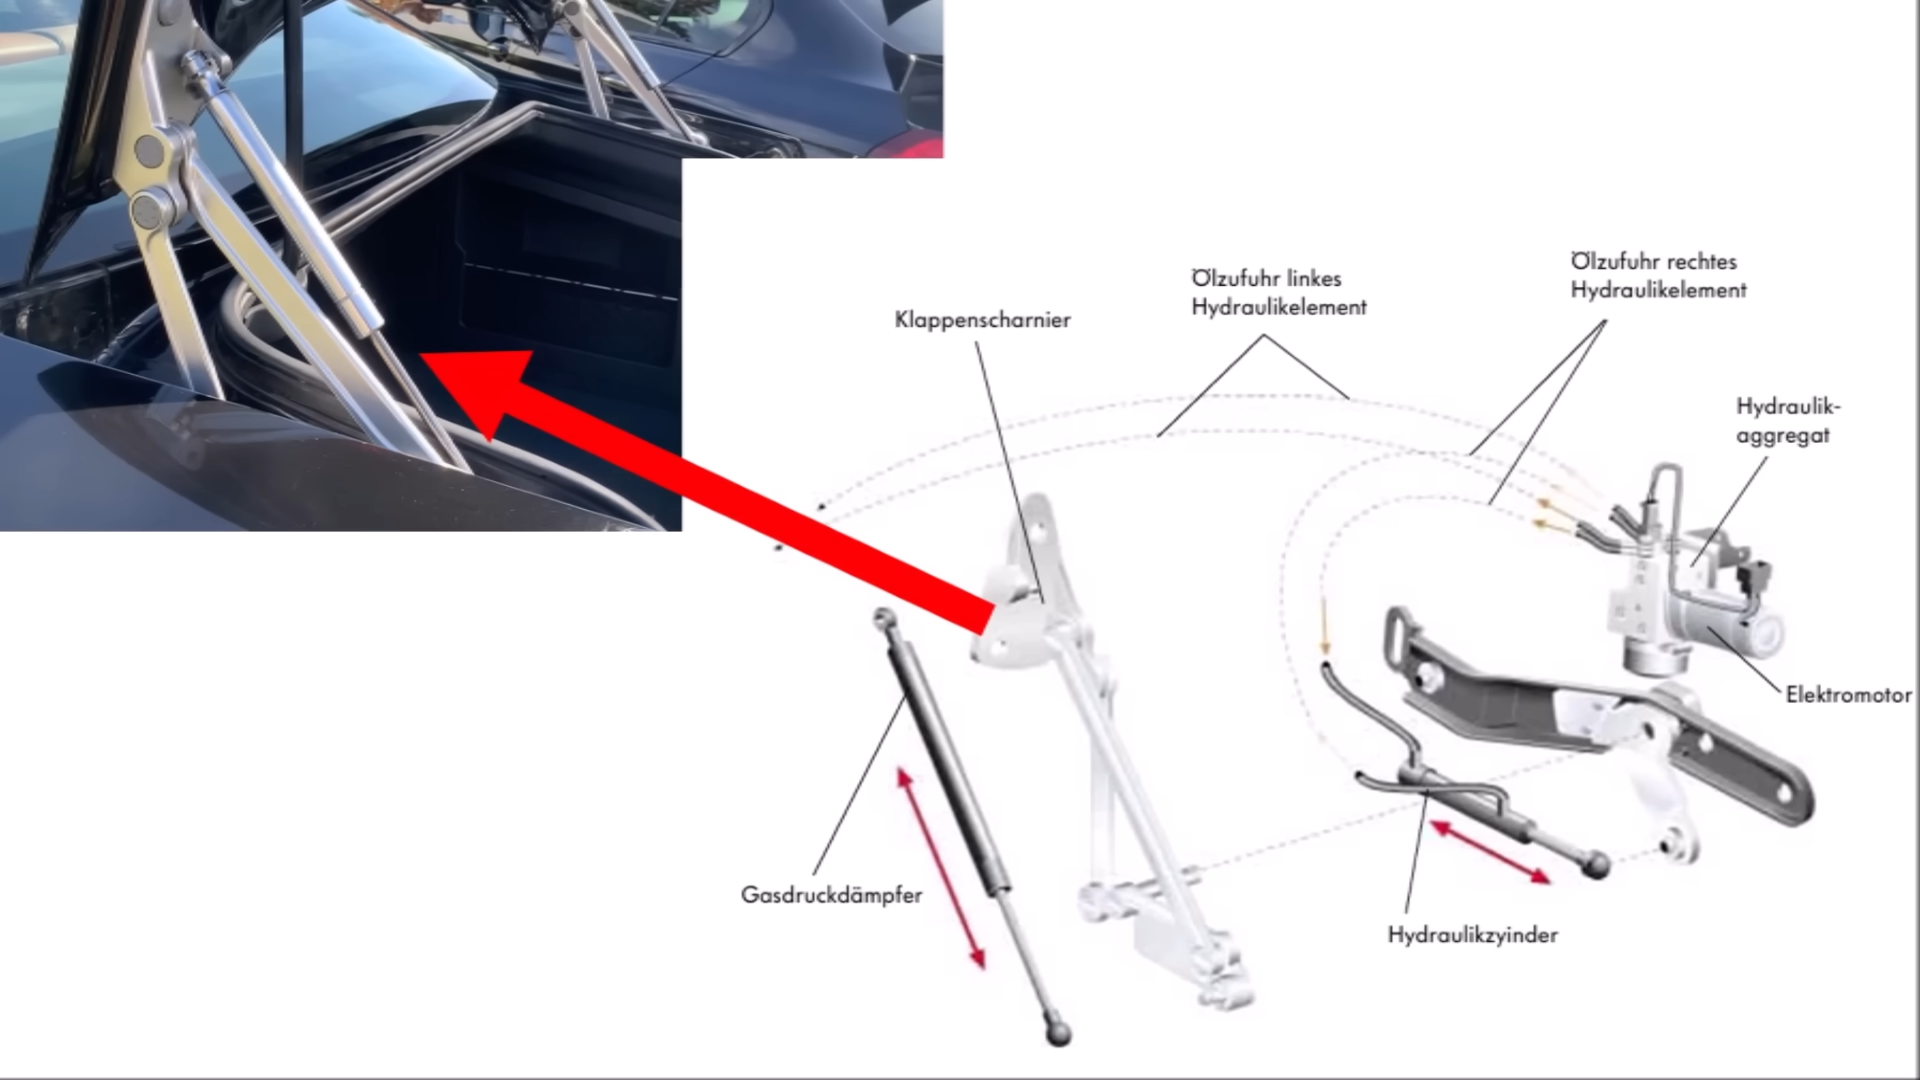 Ölzufuhr rechtes
Hydraulikelement
Ölzufuhr linkes
Hydraulikelement
Klappenscharnier
Hydraulik-
aggregat
Elektromotor
Gasdruckdämpfer
Hydraulikzyinder